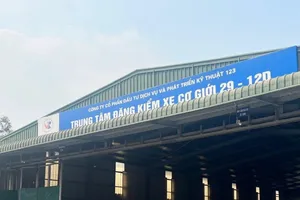 CÔNG TY CỔ PHẦN ĐẦU TƯ DỊCH VỤ VÀ PHÁT TRIỂN KỸ THUẬT 123
TRUNG TÂM ĐĂNG KIỂM XE CƠ GIỚI 29 - 12D